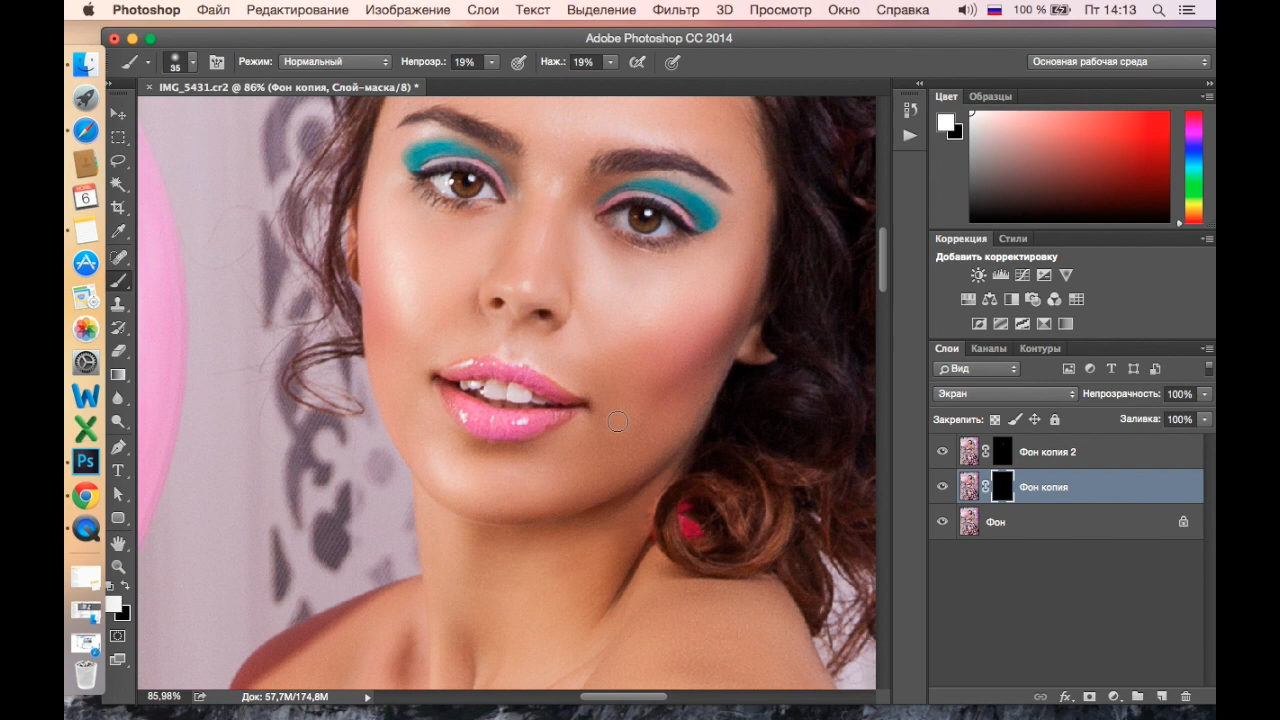 Photoshop Файл Редактирование Изображение Слои Текст Выделение Фильтр 3D Просмотр Окно Справка 100 % Пт 14:13
Adobe Photoshop CC 2014
35 Режим: Нормальный Непрозр.: 19% Наж.: 19% Основная рабочая среда
× IMG_5431.cr2 @ 86% (Фон копия, Слой-маска/8) *
Цвет Образцы
6
Коррекция Стили
Добавить корректировку
Слои Каналы Контуры
Вид
Экран Непрозрачность: 100%
Закрепить: Заливка: 100%
Фон копия 2
Фон копия
Фон
Ps
85,98% Док: 57,7M/174,8M
fx